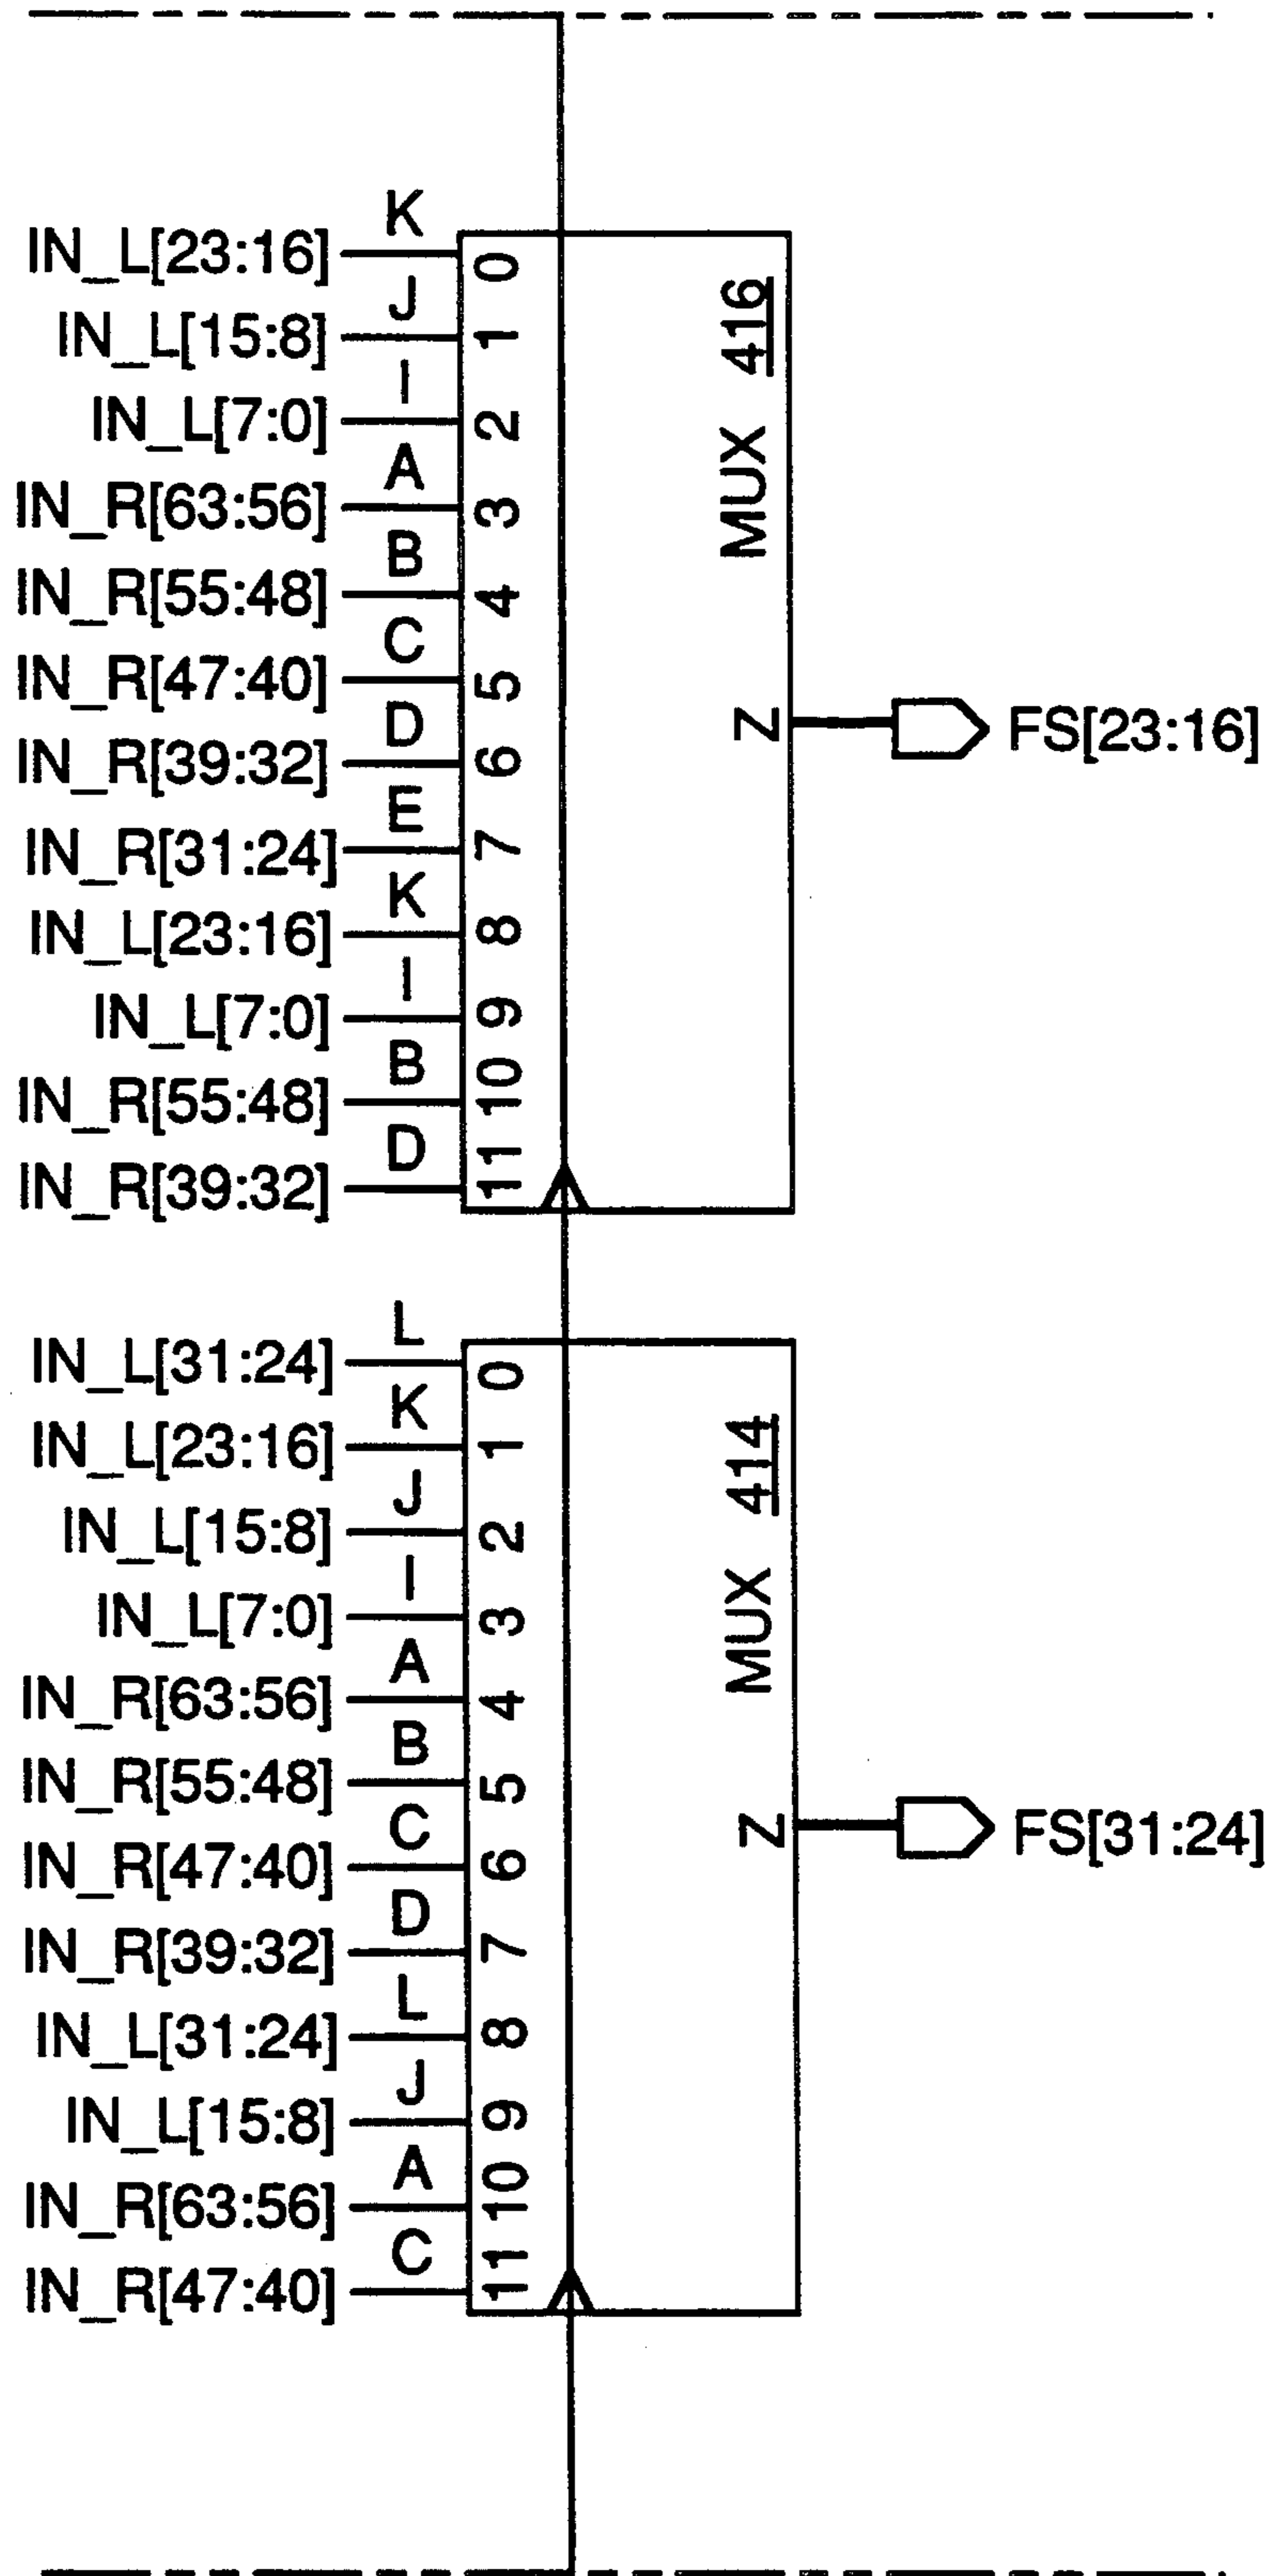 K
IN_L[23:16] 0
J
IN_L[15:8] 1
I
IN_L[7:0] 2
A
IN_R[63:56] 3
B
IN_R[55:48] 4
C
IN_R[47:40] 5
D
IN_R[39:32] 6
E
IN_R[31:24] 7
K
IN_L[23:16] 8
I
IN_L[7:0] 9
B
IN_R[55:48] 10
D
IN_R[39:32] 11
MUX 416
Z
FS[23:16]
L
IN_L[31:24] 0
K
IN_L[23:16] 1
J
IN_L[15:8] 2
I
IN_L[7:0] 3
A
IN_R[63:56] 4
B
IN_R[55:48] 5
C
IN_R[47:40] 6
D
IN_R[39:32] 7
L
IN_L[31:24] 8
J
IN_L[15:8] 9
A
IN_R[63:56] 10
C
IN_R[47:40] 11
MUX 414
Z
FS[31:24]